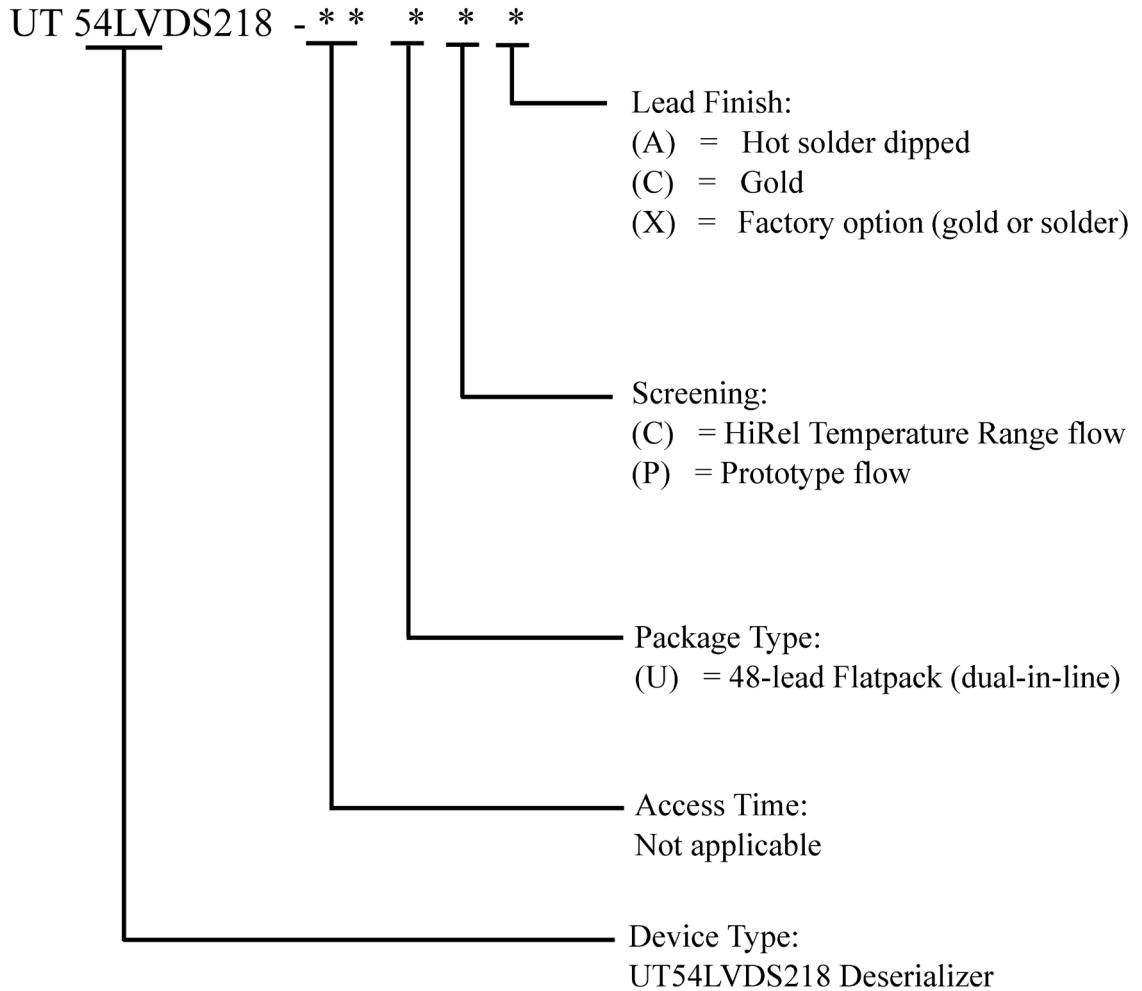 UT 54LVDS218 - * * * * *
Lead Finish:
(A) = Hot solder dipped
(C) = Gold
(X) = Factory option (gold or solder)
Screening:
(C) = HiRel Temperature Range flow
(P) = Prototype flow
Package Type:
(U) = 48-lead Flatpack (dual-in-line)
Access Time:
Not applicable
Device Type:
UT54LVDS218 Deserializer